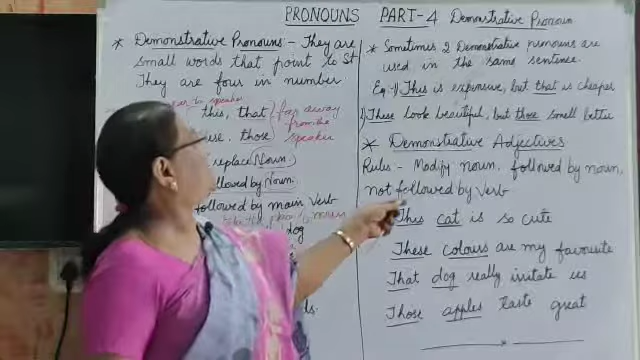 PRONOUNS PART-4 Demonstrative Pronoun
* Demonstrative Pronouns - They are
small words that point to St
They are four in number
to speaker
this, that far away
from the
those speaker
replace Noun
followed by Noun
followed by main Verb
noun
dog
* Sometimes 2 Demonstrative pronouns are
used in the same sentence.
Eg:-1) This is expensive, but that is cheaper
2) These look beautiful, but those smell better
* Demonstrative Adjectives
Rules - Modify noun, followed by noun,
not followed by Verb
This cat is so cute
These colours are my favourite
That dog really irritate us
Those apples taste great